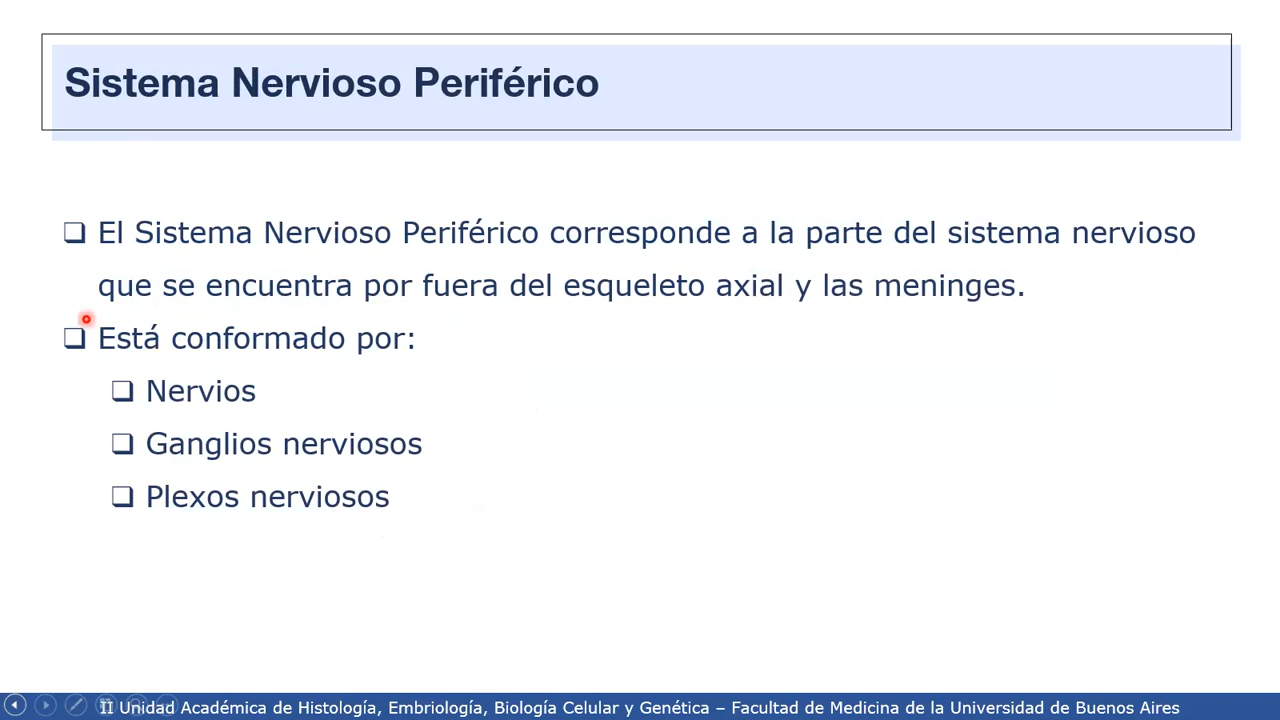 Sistema Nervioso Periférico
❑ El Sistema Nervioso Periférico corresponde a la parte del sistema nervioso
que se encuentra por fuera del esqueleto axial y las meninges.
❑ Está conformado por:
❑ Nervios
❑ Ganglios nerviosos
❑ Plexos nerviosos
II Unidad Académica de Histología, Embriología, Biología Celular y Genética – Facultad de Medicina de la Universidad de Buenos Aires